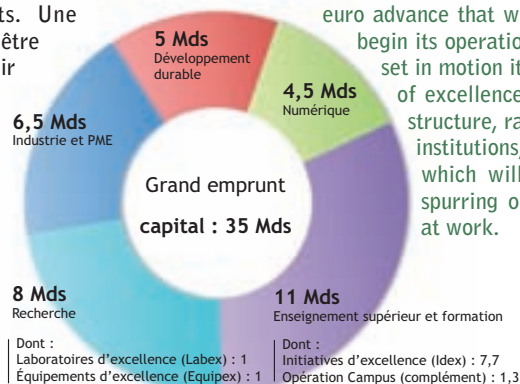 ts. Une
être
ir
euro advance that w
begin its operatio
set in motion it
of excellence
structure, ra
institutions,
which will
spurring o
at work.
5 Mds
Développement
durable
4,5 Mds
Numérique
6,5 Mds
Industrie et PME
Grand emprunt
capital : 35 Mds
8 Mds
Recherche
Dont :
Laboratoires d'excellence (Labex) : 1
Équipements d'excellence (Equipex) : 1
11 Mds
Enseignement supérieur et formation
Dont :
Initiatives d'excellence (Idex) : 7,7
Opération Campus (complément) : 1,3